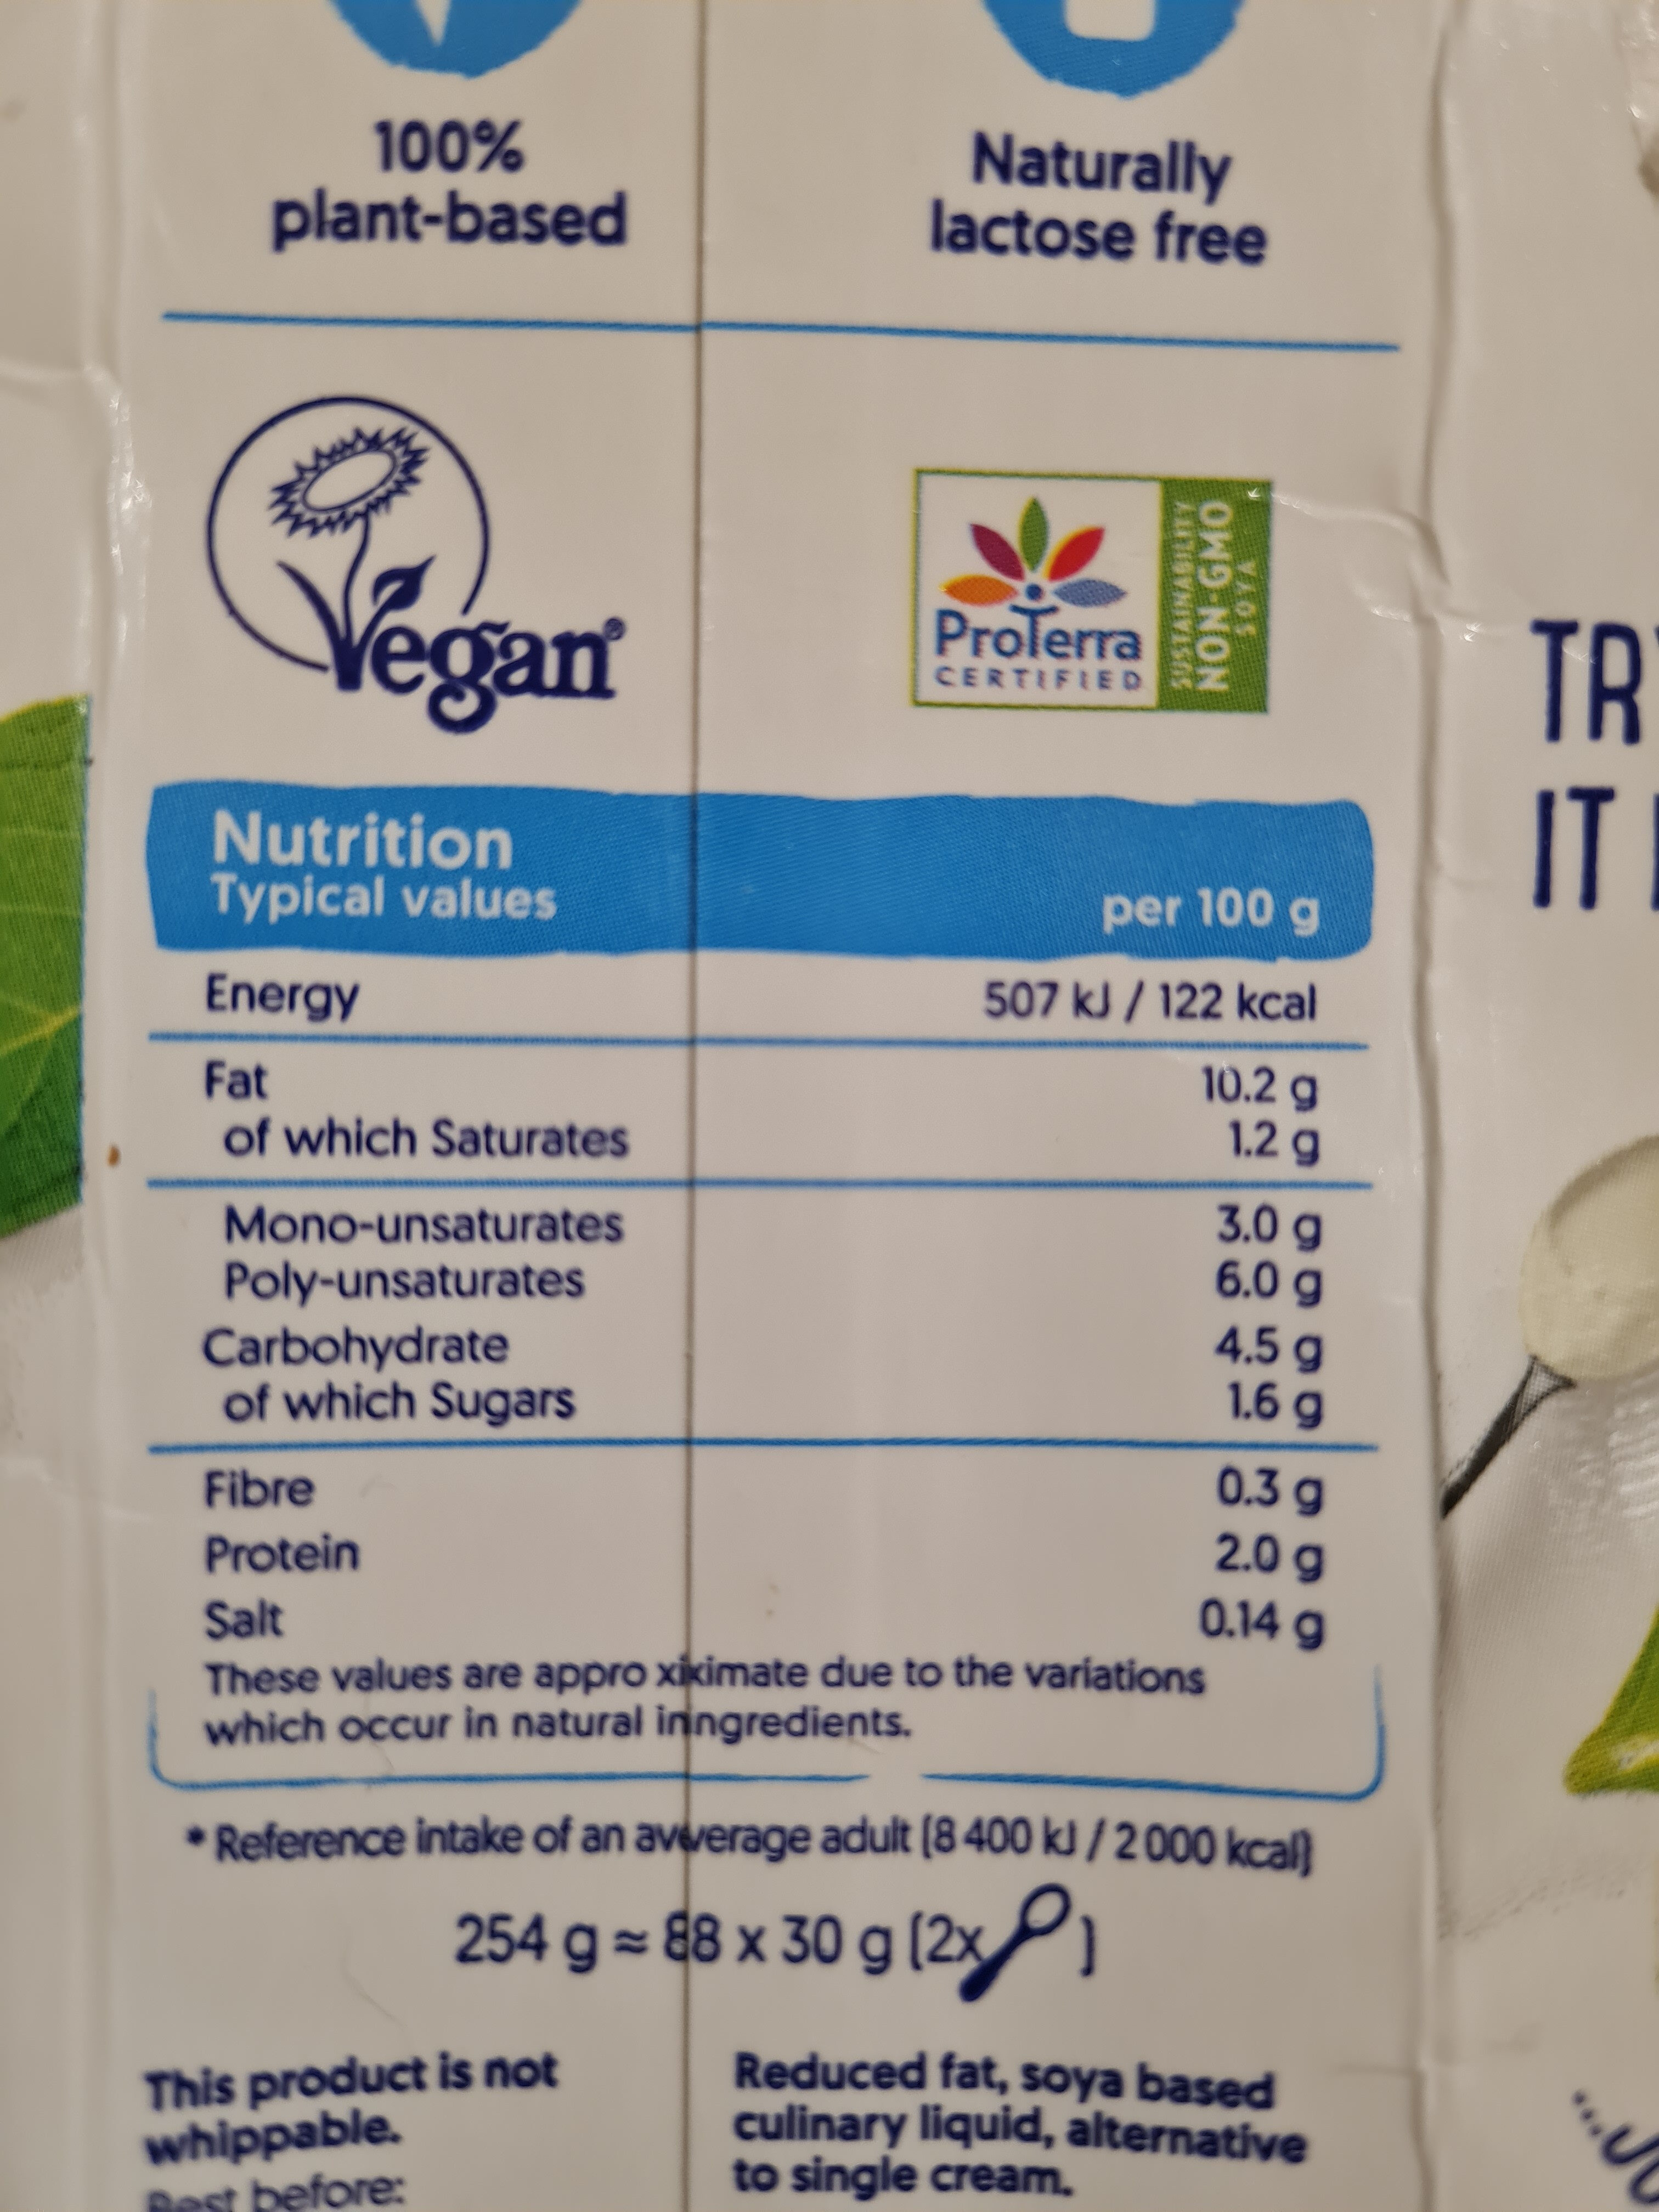 100%
plant-based
Naturally
lactose free
Vegan®
ProTerra
CERTIFIED
SUSTAINABILITY
NON-GMO
SOYA
Nutrition
Typical values per 100 g
Energy 507 kJ / 122 kcal
Fat 10.2 g
of which Saturates 1.2 g
Mono-unsaturates 3.0 g
Poly-unsaturates 6.0 g
Carbohydrate 4.5 g
of which Sugars 1.6 g
Fibre 0.3 g
Protein 2.0 g
Salt 0.14 g
These values are appro xiximate due to the variations
which occur in natural inngredients.
* Reference intake of an avverage adult (8 400 kJ / 2 000 kcal)
254 g ≈ 88 x 30 g (2x )
This product is not
whippable.
Best before:
Reduced fat, soya based
culinary liquid, alternative
to single cream.
TR
IT